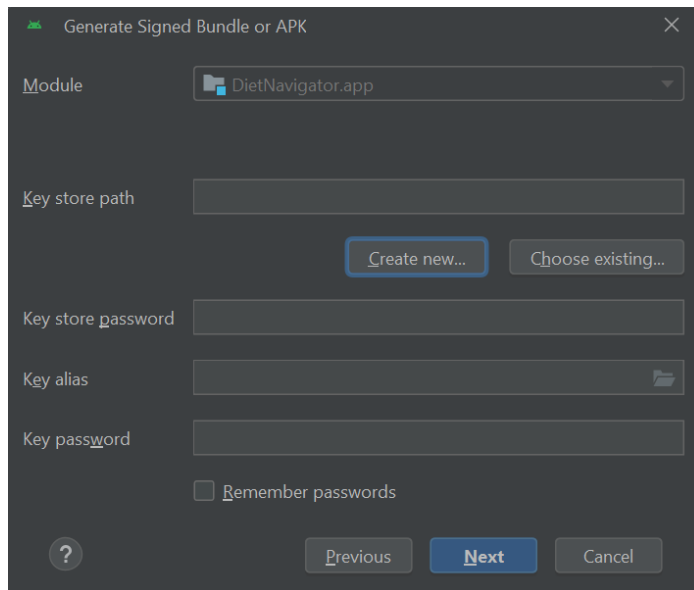 Generate Signed Bundle or APK
Module
DietNavigator.app
Key store path
Create new...
Choose existing...
Key store password
Key alias
Key password
Remember passwords
?
Previous
Next
Cancel